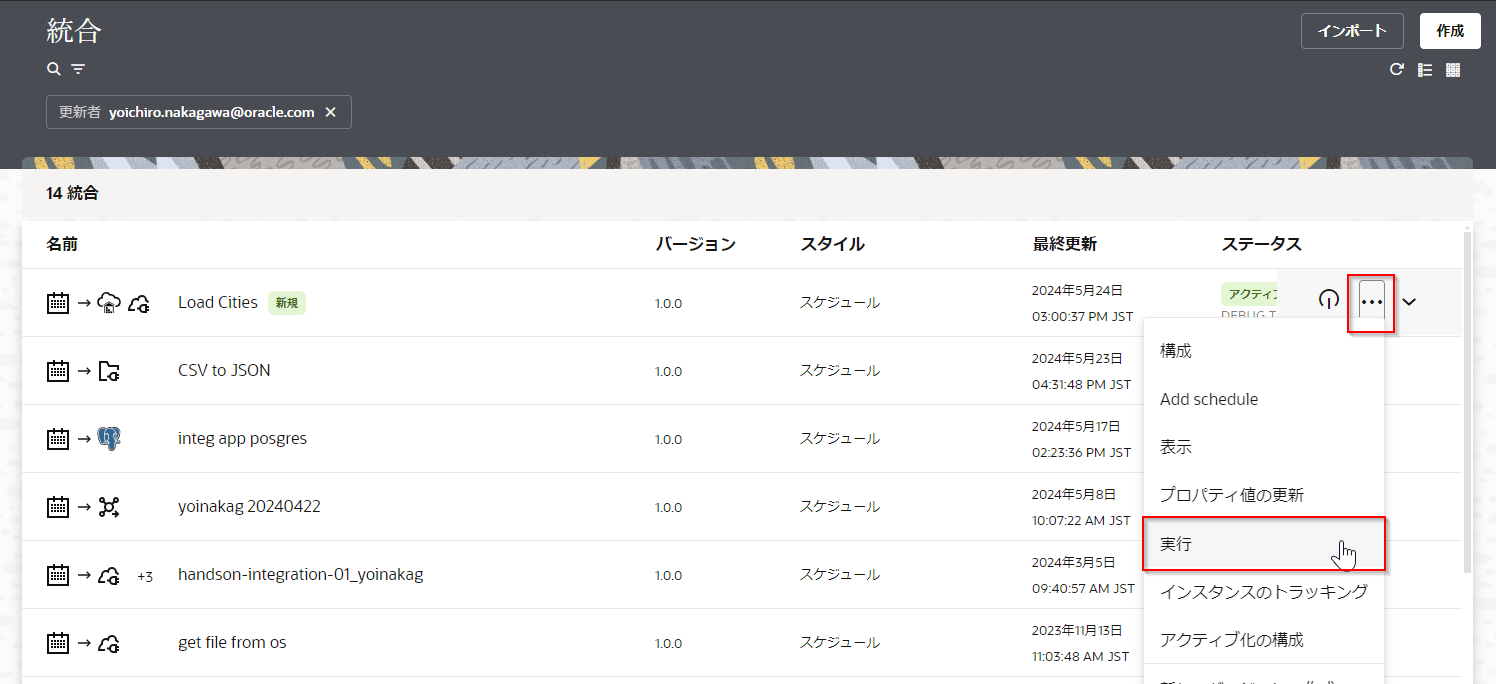 統合
インポート
作成
更新者 yoichiro.nakagawa@oracle.com ✕
14 統合
名前 バージョン スタイル 最終更新 ステータス
Load Cities 新規 1.0.0 スケジュール 2024年5月24日 03:00:37 PM JST アクティブ
DEBUG T
構成
CSV to JSON 1.0.0 スケジュール 2024年5月23日 04:31:48 PM JST
Add schedule
integ app posgres 1.0.0 スケジュール 2024年5月17日 02:23:36 PM JST
表示
プロパティ値の更新
yoinakag 20240422 1.0.0 スケジュール 2024年5月8日 10:07:22 AM JST
実行
+3 handson-integration-01_yoinakag 1.0.0 スケジュール 2024年3月5日 09:40:57 AM JST
インスタンスのトラッキング
get file from os 1.0.0 スケジュール 2023年11月13日 11:03:48 AM JST
アクティブ化の構成